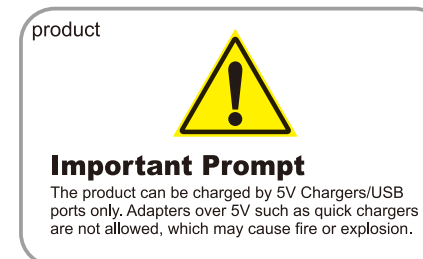 product
Important Prompt
The product can be charged by 5V Chargers/USB
ports only. Adapters over 5V such as quick chargers
are not allowed, which may cause fire or explosion.